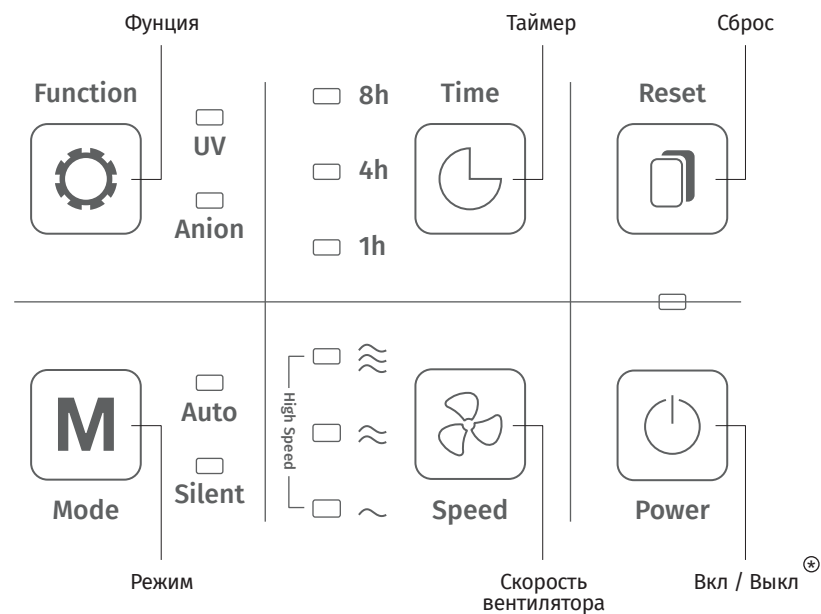 Фунция
Таймер
Сброс
Function
UV
Anion
8h
4h
1h
Time
Reset
M
Mode
Auto
Silent
High Speed
Speed
Power
Режим
Скорость
вентилятора
Вкл / Выкл